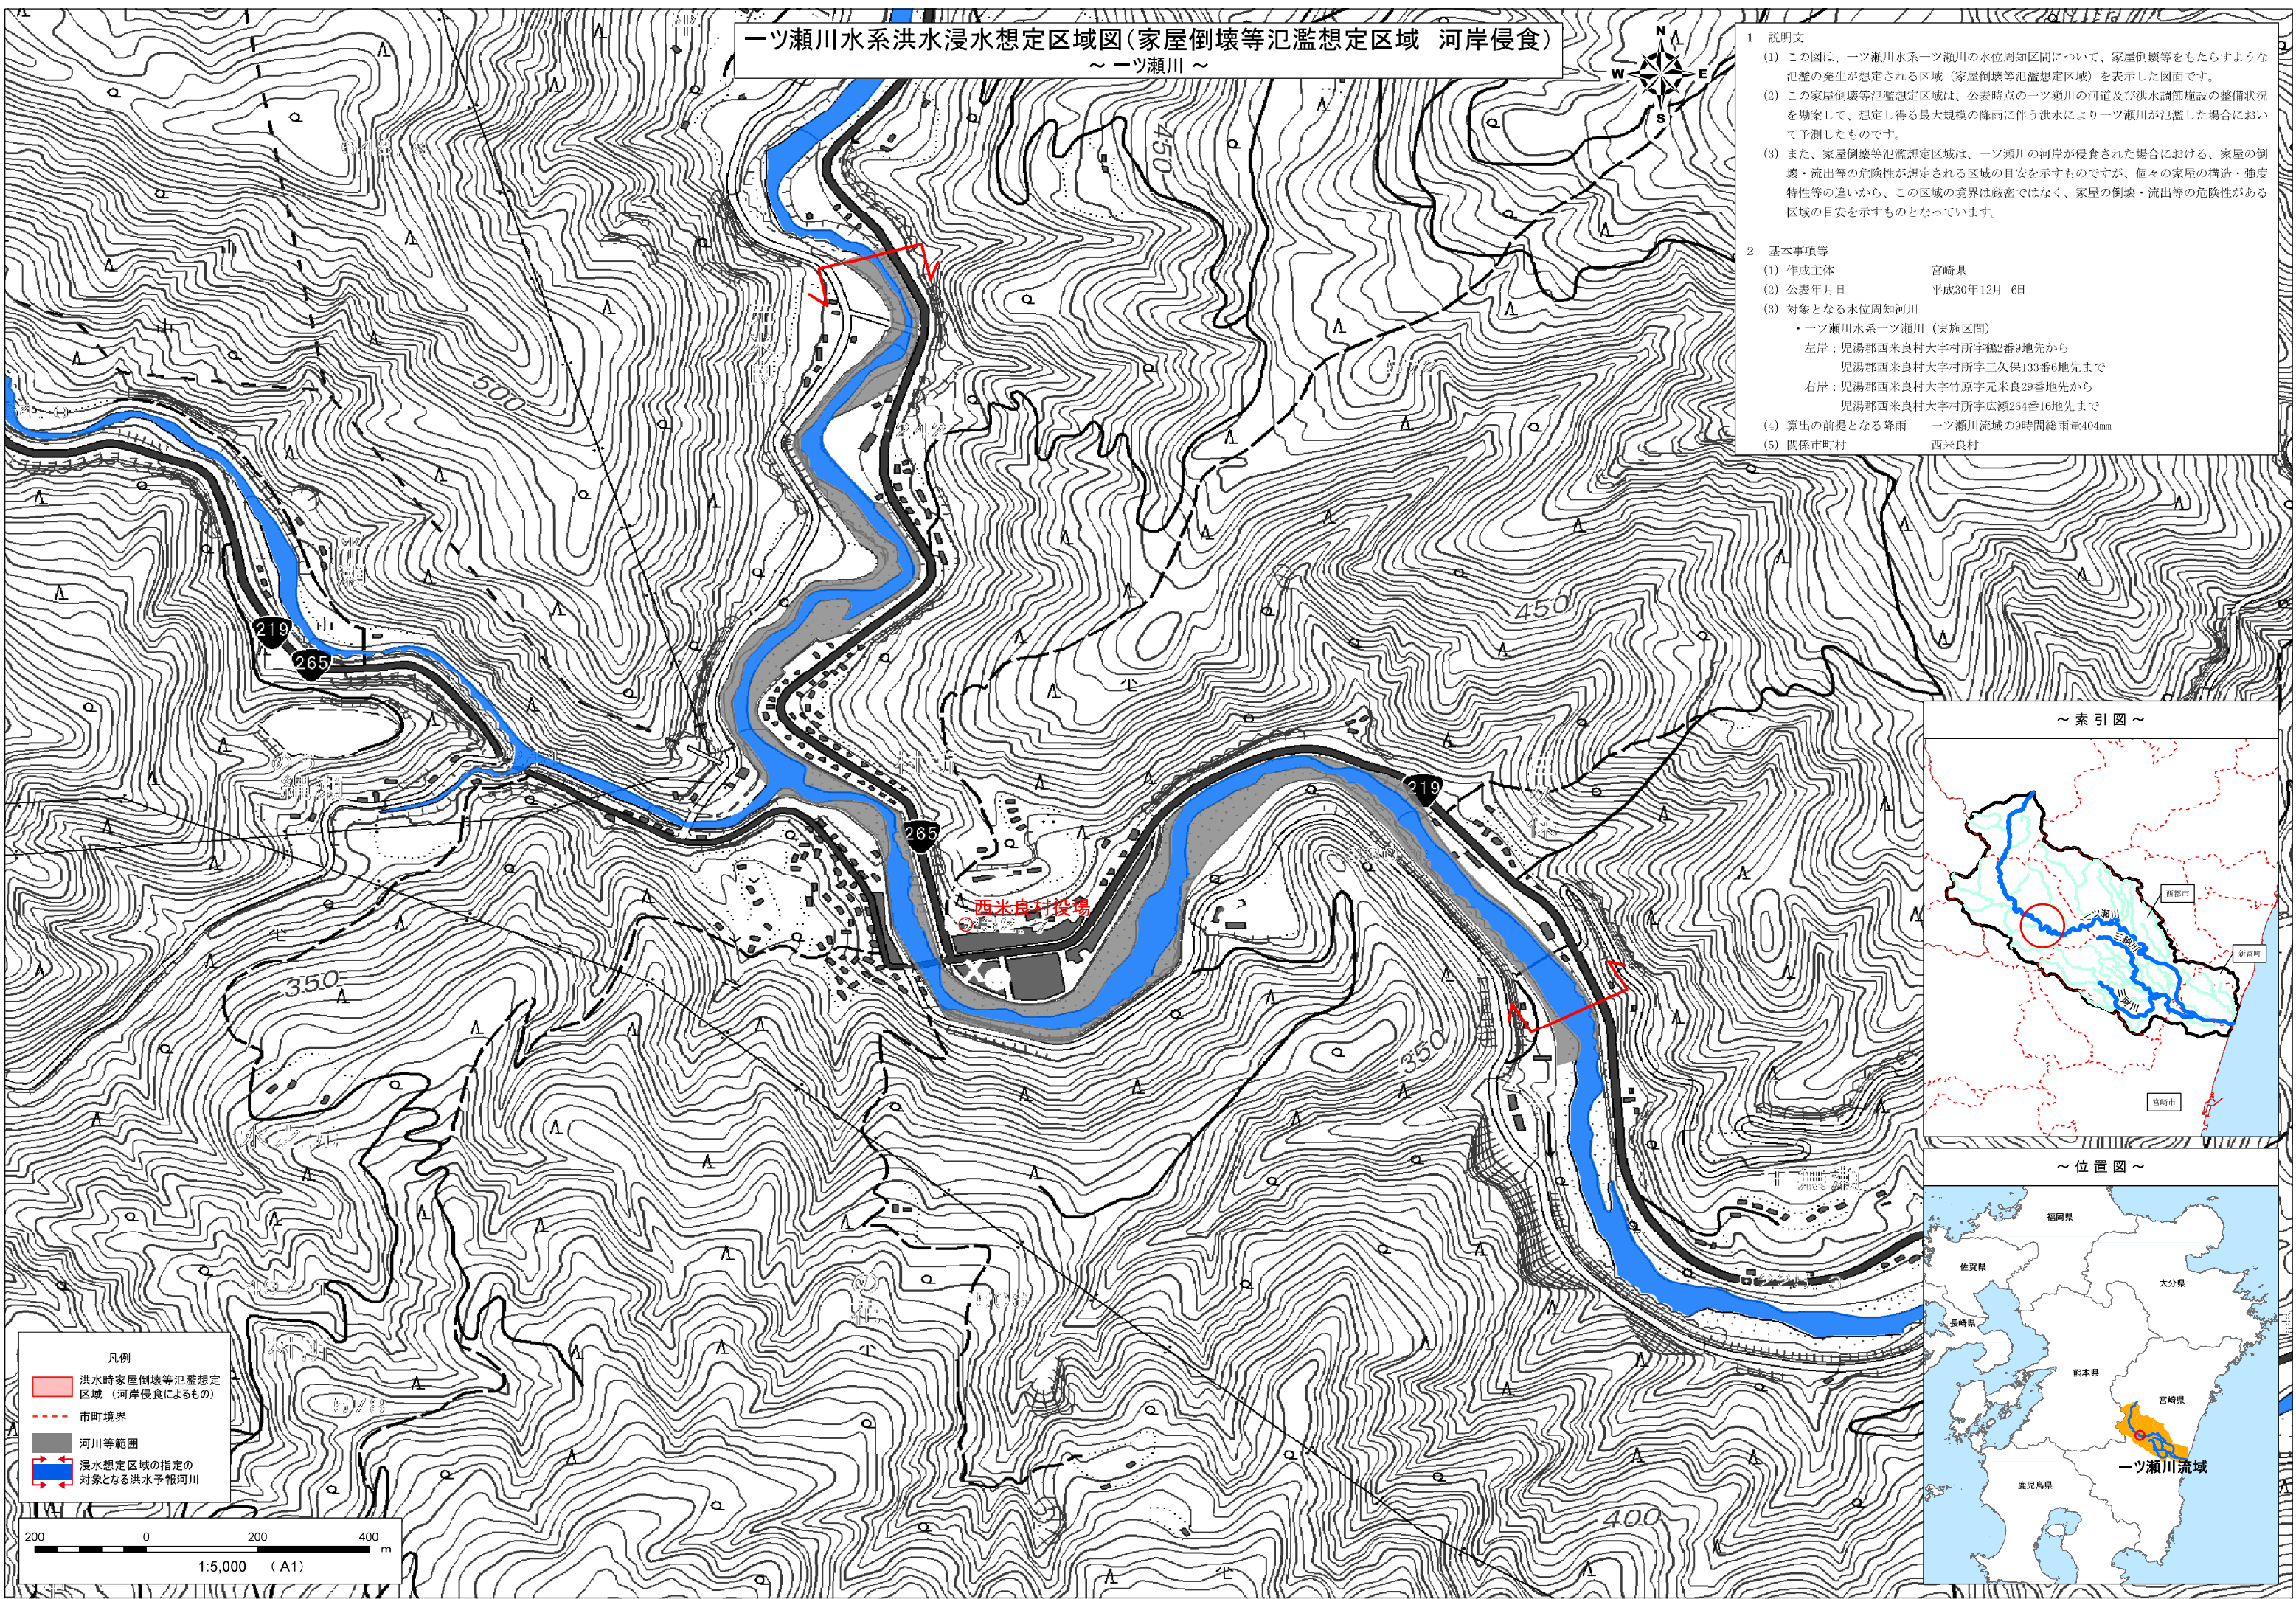 一ツ瀬川水系洪水浸水想定区域図（家屋倒壊等氾濫想定区域　河岸侵食）
～ 一ツ瀬川 ～
N
W
E
S
1　説明文
(1) この図は、一ツ瀬川水系一ツ瀬川の水位周知区間について、家屋倒壊等をもたらすような
氾濫の発生が想定される区域（家屋倒壊等氾濫想定区域）を表示した図面です。
(2) この家屋倒壊等氾濫想定区域は、公表時点の一ツ瀬川の河道及び洪水調節施設の整備状況
を勘案して、想定し得る最大規模の降雨に伴う洪水により一ツ瀬川が氾濫した場合におい
て予測したものです。
(3) また、家屋倒壊等氾濫想定区域は、一ツ瀬川の河岸が侵食された場合における、家屋の倒
壊・流出等の危険性が想定される区域の目安を示すものですが、個々の家屋の構造・強度
特性等の違いから、この区域の境界は厳密ではなく、家屋の倒壊・流出等の危険性がある
区域の目安を示すものとなっています。
2　基本事項等
(1) 作成主体　宮崎県
(2) 公表年月日　平成30年12月 6日
(3) 対象となる水位周知河川
・一ツ瀬川水系一ツ瀬川（実施区間）
左岸：児湯郡西米良村大字村所字鶴2番9地先から
児湯郡西米良村大字村所字三久保133番6地先まで
右岸：児湯郡西米良村大字竹原字元米良29番地先から
児湯郡西米良村大字村所字広瀬264番16地先まで
(4) 算出の前提となる降雨　一ツ瀬川流域の9時間総雨量404mm
(5) 関係市町村　西米良村
450
500
450
219
265
村所
219
265
西米良村役場
350
350
400
～ 索 引 図 ～
西都市
一ツ瀬川
三納川
新富町
三財川
宮崎市
～ 位 置 図 ～
福岡県
佐賀県
大分県
長崎県
熊本県
宮崎県
一ツ瀬川流域
鹿児島県
凡例
洪水時家屋倒壊等氾濫想定
区域 （河岸侵食によるもの）
市町境界
河川等範囲
浸水想定区域の指定の
対象となる洪水予報河川
200 0 200 400
m
1:5,000 （A1）